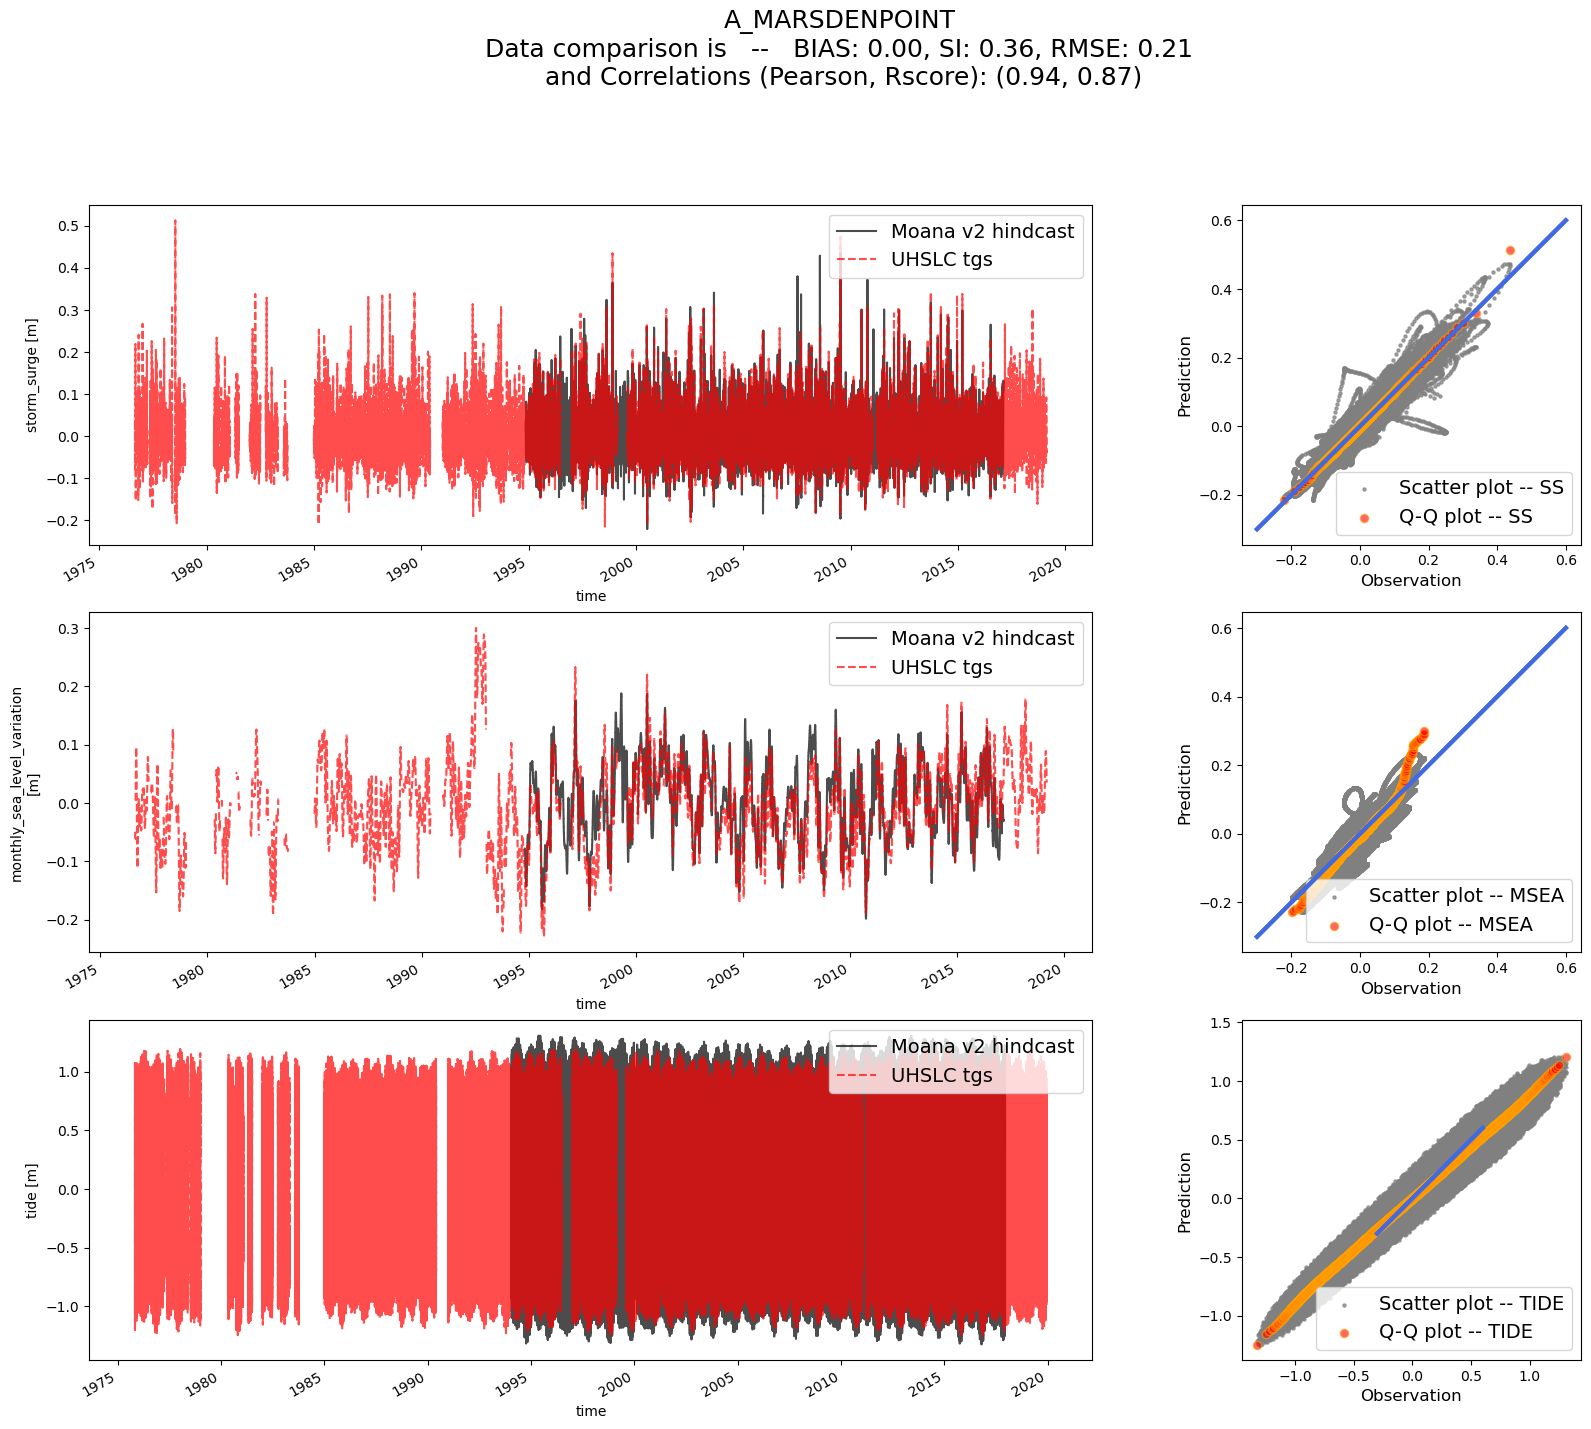 A_MARSDENPOINT
Data comparison is -- BIAS: 0.00, SI: 0.36, RMSE: 0.21
and Correlations (Pearson, Rscore): (0.94, 0.87)
storm_surge [m]
0.5
0.4
0.3
0.2
0.1
0.0
−0.1
−0.2
Moana v2 hindcast
UHSLC tgs
1975
1980
1985
1990
1995
2000
2005
2010
2015
2020
time
Prediction
0.6
0.4
0.2
0.0
−0.2
Scatter plot -- SS
Q-Q plot -- SS
−0.2
0.0
0.2
0.4
0.6
Observation
monthly_sea_level_variation
[m]
0.3
0.2
0.1
0.0
−0.1
−0.2
Moana v2 hindcast
UHSLC tgs
1975
1980
1985
1990
1995
2000
2005
2010
2015
2020
time
Prediction
0.6
0.4
0.2
0.0
−0.2
Scatter plot -- MSEA
Q-Q plot -- MSEA
−0.2
0.0
0.2
0.4
0.6
Observation
tide [m]
1.0
0.5
0.0
−0.5
−1.0
Moana v2 hindcast
UHSLC tgs
1975
1980
1985
1990
1995
2000
2005
2010
2015
2020
time
Prediction
1.5
1.0
0.5
0.0
−0.5
−1.0
Scatter plot -- TIDE
Q-Q plot -- TIDE
−1.0
−0.5
0.0
0.5
1.0
Observation